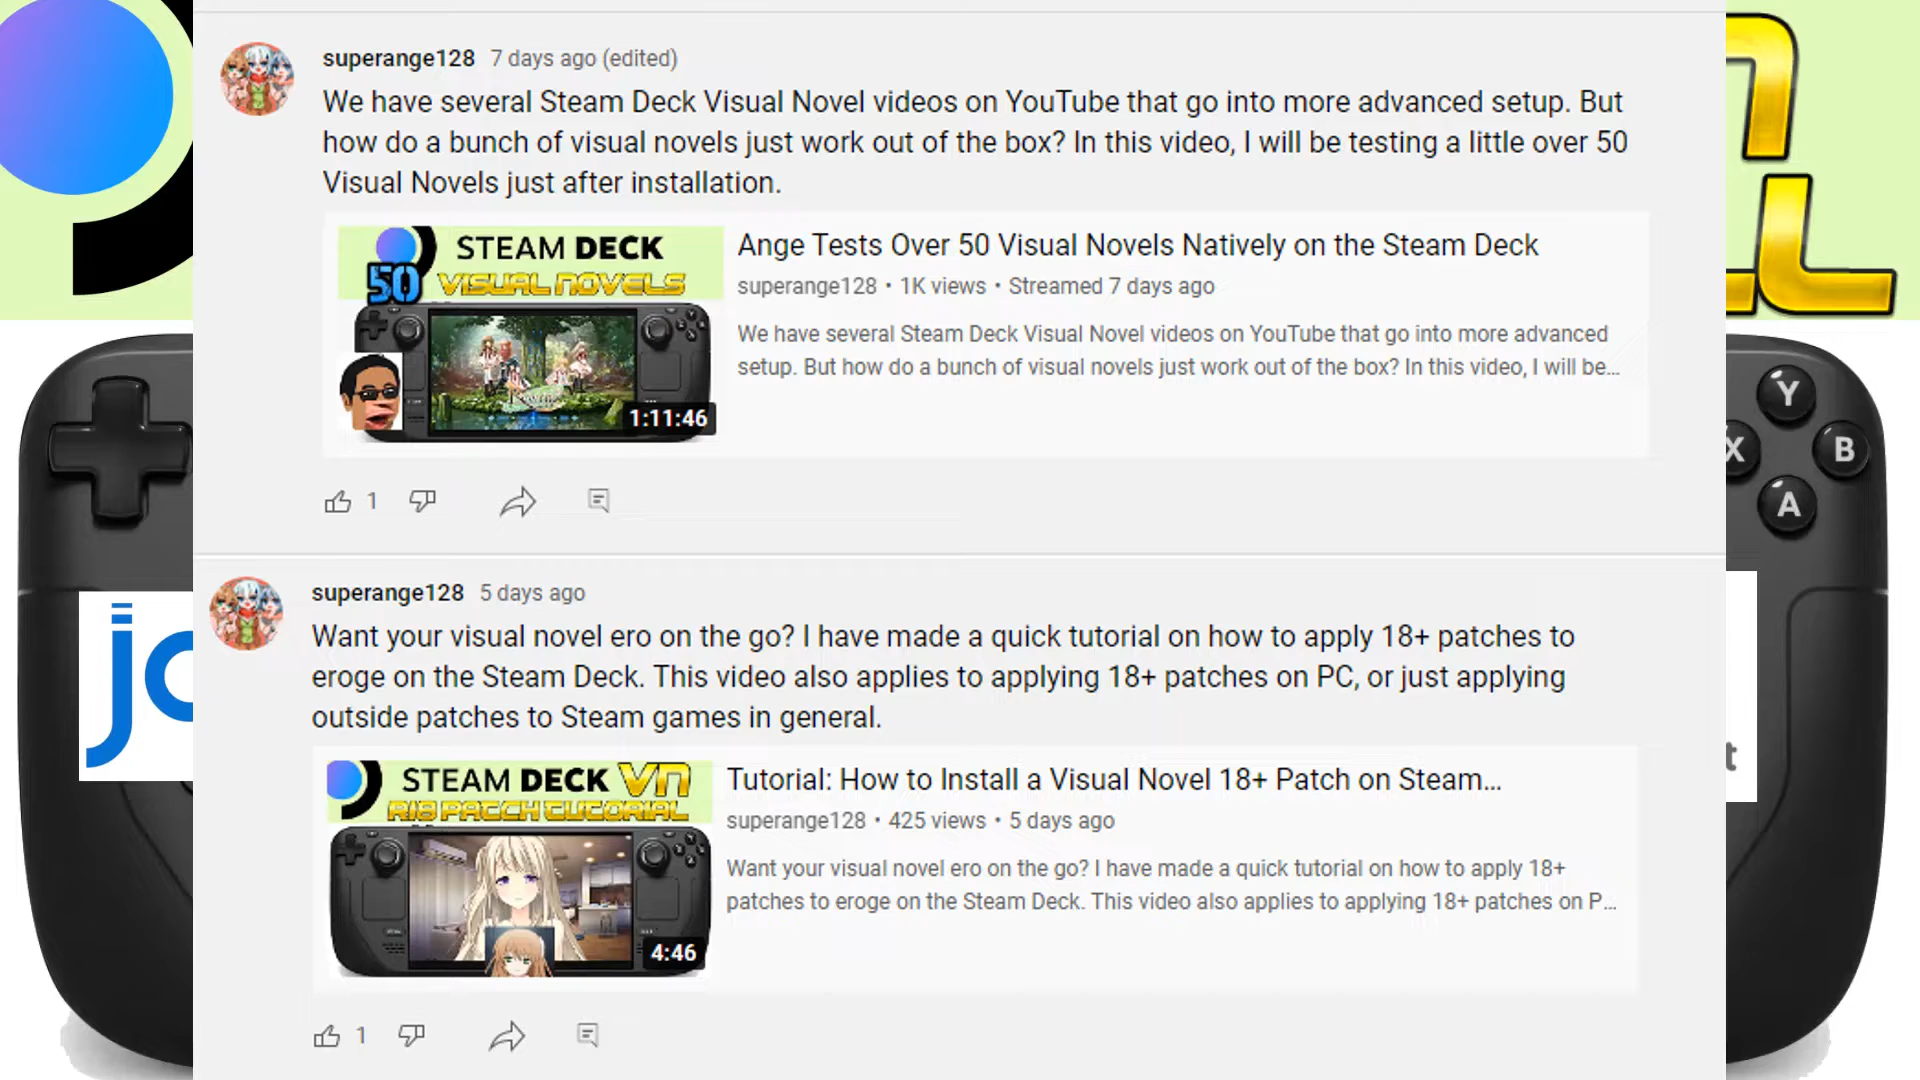 superange128 7 days ago (edited)
We have several Steam Deck Visual Novel videos on YouTube that go into more advanced setup. But
how do a bunch of visual novels just work out of the box? In this video, I will be testing a little over 50
Visual Novels just after installation.
STEAM DECK
50 VISUAL NOVELS
1:11:46
Ange Tests Over 50 Visual Novels Natively on the Steam Deck
superange128 • 1K views • Streamed 7 days ago
We have several Steam Deck Visual Novel videos on YouTube that go into more advanced
setup. But how do a bunch of visual novels just work out of the box? In this video, I will be...
1
Y
X
B
A
superange128 5 days ago
Want your visual novel ero on the go? I have made a quick tutorial on how to apply 18+ patches to
eroge on the Steam Deck. This video also applies to applying 18+ patches on PC, or just applying
outside patches to Steam games in general.
STEAM DECK VN
R18 PATCH TUTORIAL
4:46
Tutorial: How to Install a Visual Novel 18+ Patch on Steam...
superange128 • 425 views • 5 days ago
Want your visual novel ero on the go? I have made a quick tutorial on how to apply 18+
patches to eroge on the Steam Deck. This video also applies to applying 18+ patches on P...
1